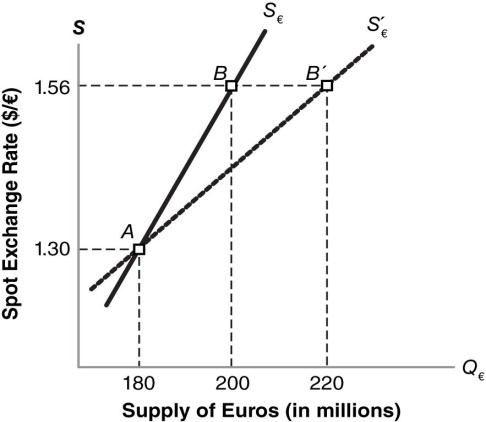 S
S€
S′€
Spot Exchange Rate ($/€)
1.56
B
B′
1.30
A
180
200
220
Q€
Supply of Euros (in millions)